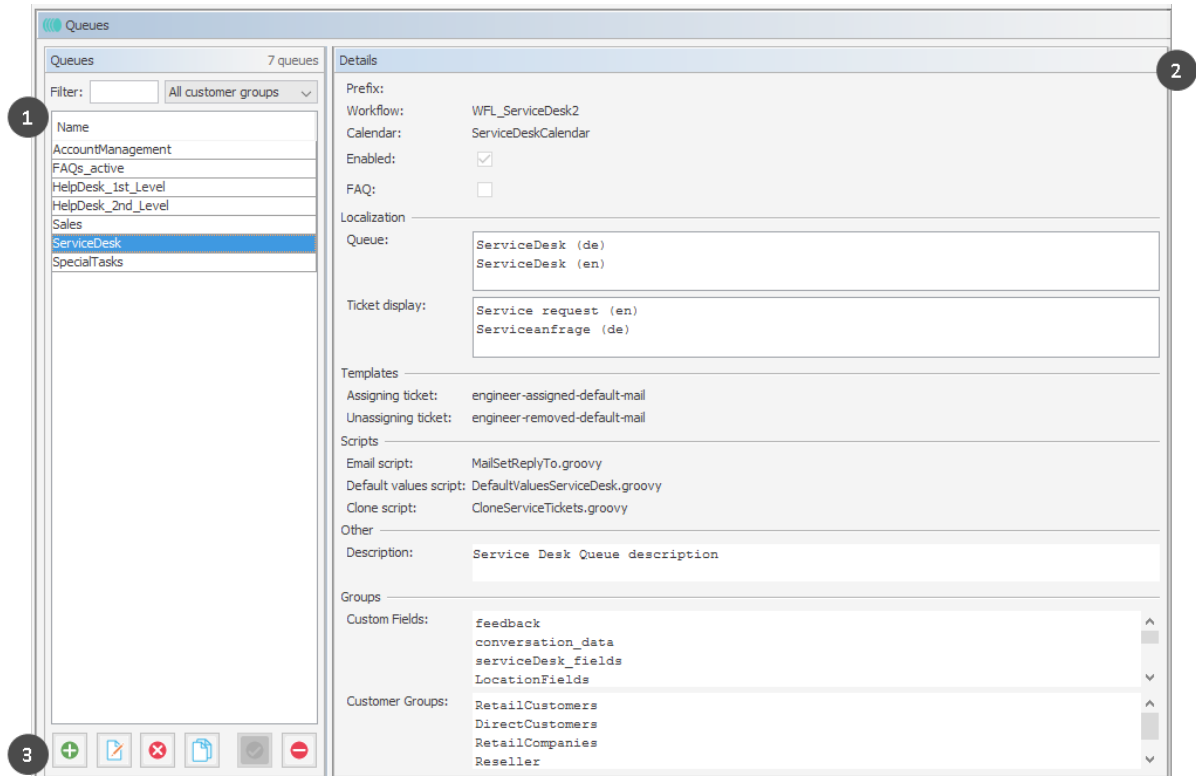 Queues
Queues 7 queues
Filter: All customer groups
1
Name
AccountManagement
FAQs_active
HelpDesk_1st_Level
HelpDesk_2nd_Level
Sales
ServiceDesk
SpecialTasks
3
Details
2
Prefix:
Workflow: WFL_ServiceDesk2
Calendar: ServiceDeskCalendar
Enabled:
FAQ:
Localization
Queue: ServiceDesk (de)
ServiceDesk (en)
Ticket display: Service request (en)
Serviceanfrage (de)
Templates
Assigning ticket: engineer-assigned-default-mail
Unassigning ticket: engineer-removed-default-mail
Scripts
Email script: MailSetReplyTo.groovy
Default values script: DefaultValuesServiceDesk.groovy
Clone script: CloneServiceTickets.groovy
Other
Description: Service Desk Queue description
Groups
Custom Fields: feedback
conversation_data
serviceDesk_fields
LocationFields
Customer Groups: RetailCustomers
DirectCustomers
RetailCompanies
Reseller